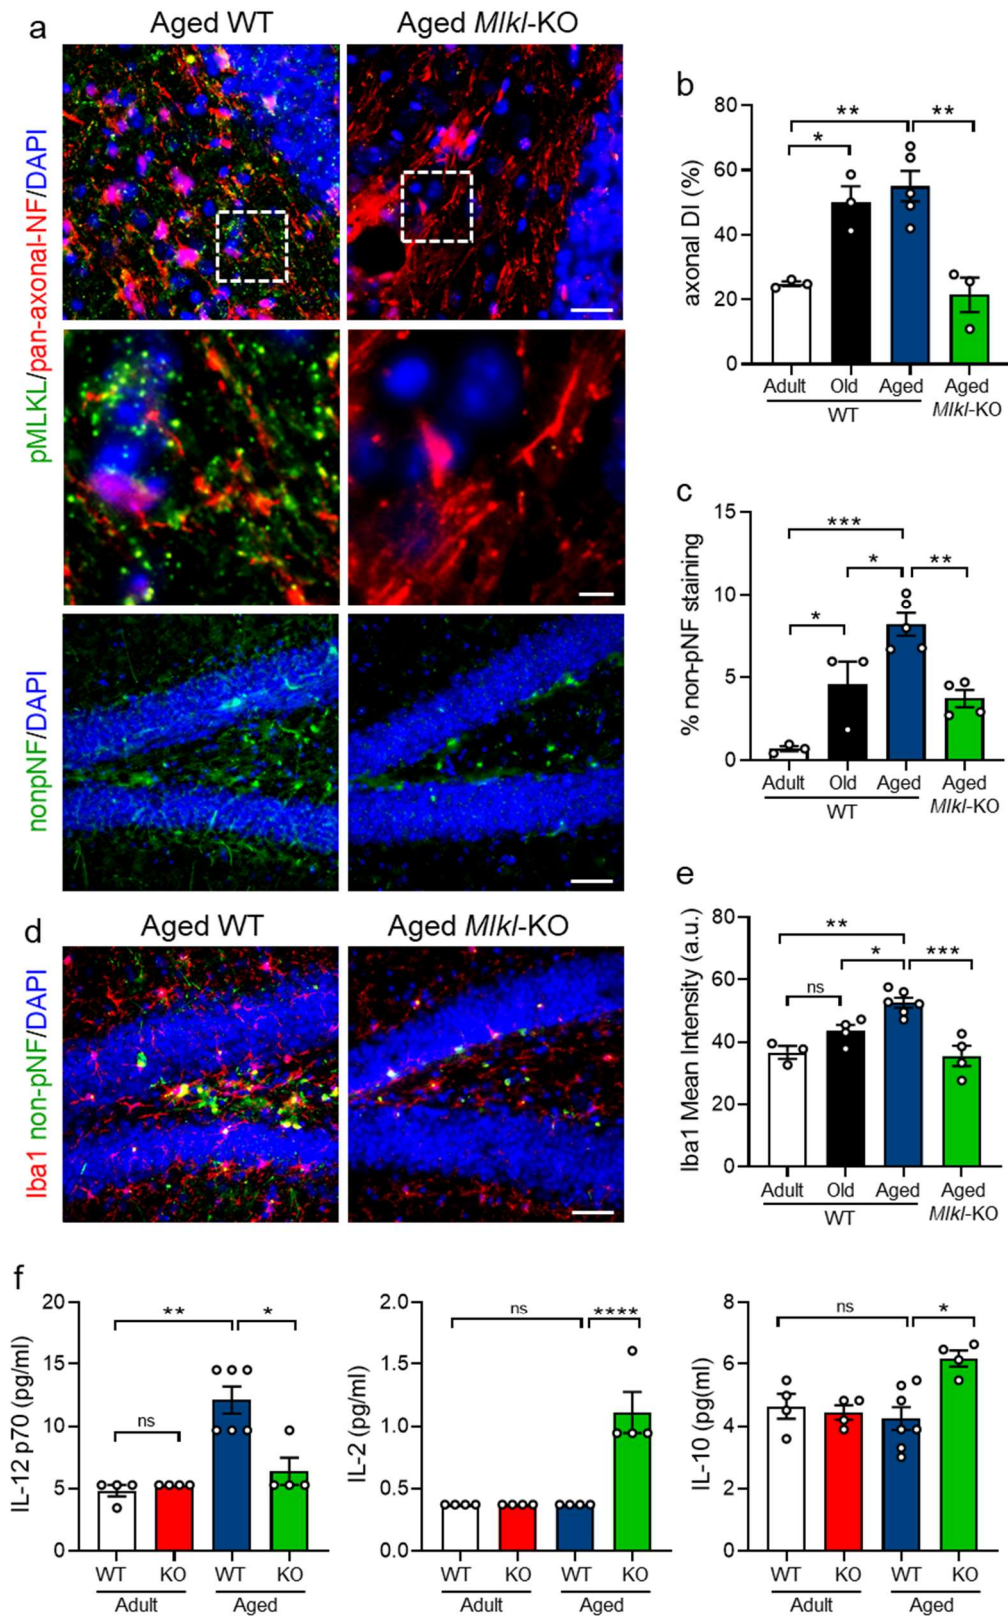 a
Aged WT
Aged Mlkl-KO
pMLKL/pan-axonal-NF/DAPI
nonpNF/DAPI
b
axonal DI (%)
80
60
40
20
0
**
**
*
Adult
Old
Aged
Aged
Mlkl-KO
WT
c
% non-pNF staining
15
10
5
0
***
*
**
*
Adult
Old
Aged
Aged
Mlkl-KO
WT
d
Aged WT
Aged Mlkl-KO
Iba1 non-pNF/DAPI
e
Iba1 Mean Intensity (a.u.)
80
60
40
20
0
**
*
***
ns
Adult
Old
Aged
Aged
Mlkl-KO
WT
f
IL-12 p70 (pg/ml)
20
15
10
5
0
**
*
ns
WT
KO
WT
KO
Adult
Aged
IL-2 (pg/ml)
2.0
1.5
1.0
0.5
0.0
ns
****
WT
KO
WT
KO
Adult
Aged
IL-10 (pg(ml)
8
6
4
2
0
ns
*
WT
KO
WT
KO
Adult
Aged